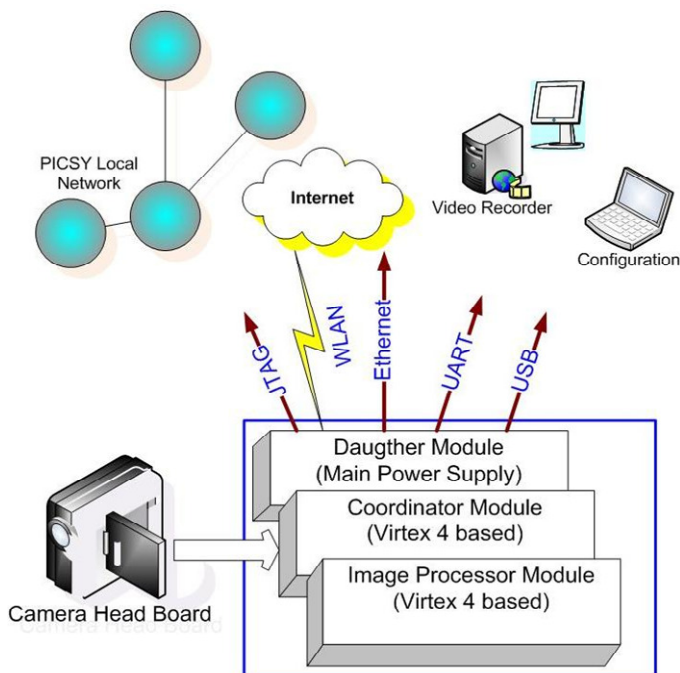 PICSY Local
Network
Internet
Video Recorder
Configuration
JTAG
WLAN
Ethernet
UART
USB
Daugther Module
(Main Power Supply)
Coordinator Module
(Virtex 4 based)
Image Processor Module
(Virtex 4 based)
Camera Head Board